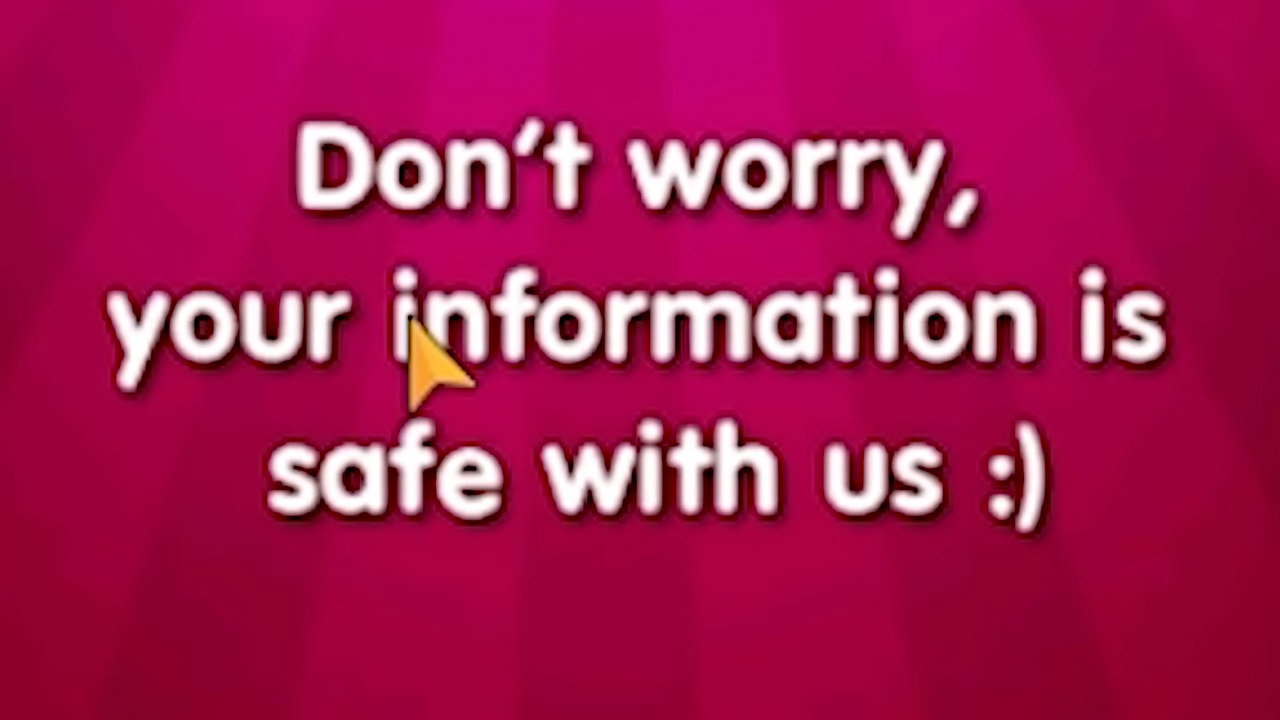 Don’t worry,
your information is
safe with us :)